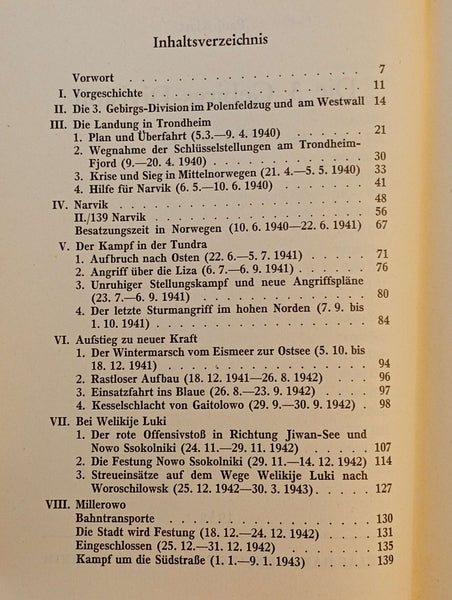 Inhaltsverzeichnis
Vorwort . . . . . . . . . . . . . . . . 7
I. Vorgeschichte . . . . . . . . . . . . . . 11
II. Die 3. Gebirgs-Division im Polenfeldzug und am Westwall 14
III. Die Landung in Trondheim
1. Plan und Überfahrt (5.3.—9. 4. 1940) . . . . . . 21
2. Wegnahme der Schlüsselstellungen am Trondheim-
Fjord (9.—20. 4. 1940) . . . . . . . . . . 30
3. Krise und Sieg in Mittelnorwegen (21. 4.—5. 5. 1940) 33
4. Hilfe für Narvik (6. 5.—10. 6. 1940) . . . . . . 41
IV. Narvik . . . . . . . . . . . . . . . . 48
II./139 Narvik . . . . . . . . . . . . . . 56
Besatzungszeit in Norwegen (10. 6. 1940—22. 6. 1941) 67
V. Der Kampf in der Tundra
1. Aufbruch nach Osten (22. 6.—5. 7. 1941) . . . . 71
2. Angriff über die Liza (6. 7.—6. 9. 1941) . . . . 76
3. Unruhiger Stellungskampf und neue Angriffspläne
(23. 7.—6. 9. 1941) . . . . . . . . . . . 80
4. Der letzte Sturmangriff im hohen Norden (7. 9. bis
1. 10. 1941) . . . . . . . . . . . . . . 84
VI. Aufstieg zu neuer Kraft
1. Der Wintermarsch vom Eismeer zur Ostsee (5. 10. bis
18. 12. 1941) . . . . . . . . . . . . . . 94
2. Rastloser Aufbau (18. 12. 1941—26. 8. 1942) . . . 96
3. Einsatzfahrt ins Blaue (26. 8.—23. 9. 1942) . . . . 97
4. Kesselschlacht von Gaitolowo (29. 9.—30. 9. 1942) . 98
VII. Bei Welikije Luki
1. Der rote Offensivstoß in Richtung Jiwan-See und
Nowo Ssokolniki (24. 11.—29. 11. 1942) . . . . . 107
2. Die Festung Nowo Ssokolniki (29. 11.—14. 12. 1942) 114
3. Streueinsätze auf dem Wege Welikije Luki nach
Woroschilowsk (25. 12. 1942—30. 3. 1943) . . . . 127
VIII. Millerowo
Bahntransporte . . . . . . . . . . . . . . 130
Die Stadt wird Festung (18. 12.—24. 12. 1942) . . . 131
Eingeschlossen (25. 12.—31. 12. 1942) . . . . . . 135
Kampf um die Südstraße (1. 1.—9. 1. 1943) . . . . 139